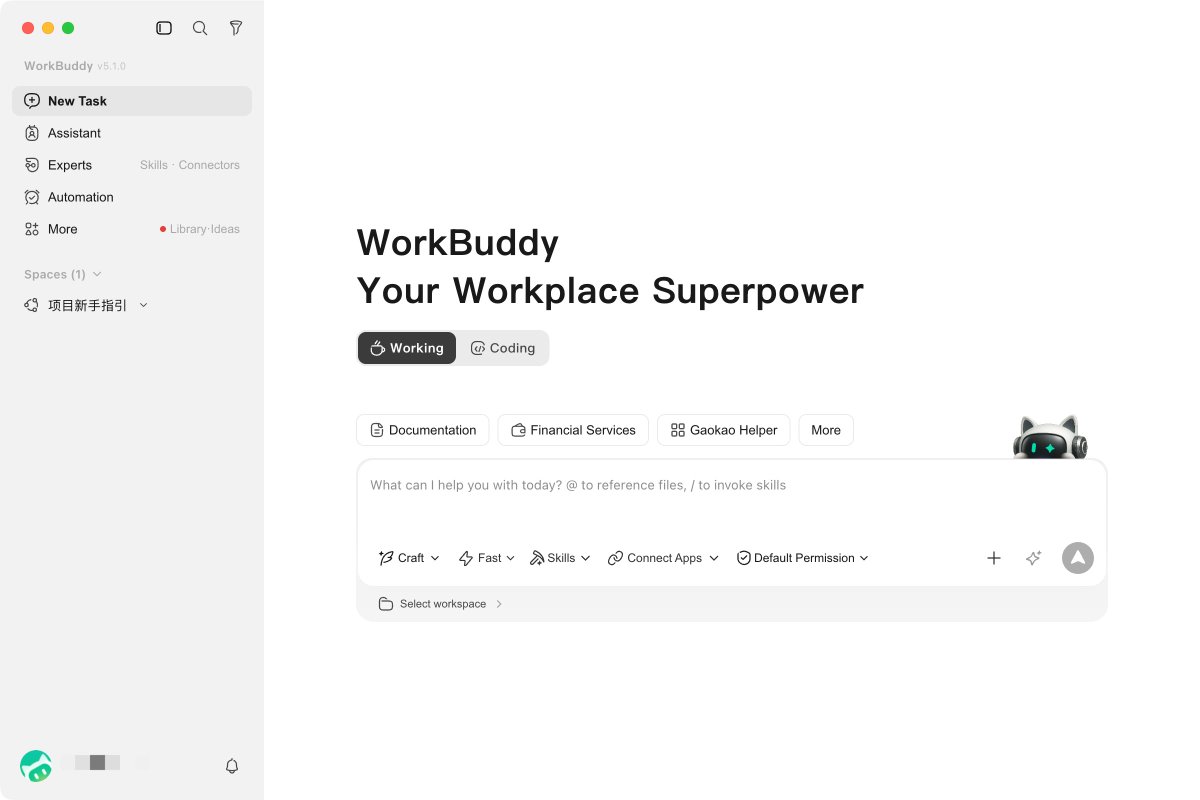 WorkBuddy v5.1.0
New Task
Assistant
Experts Skills · Connectors
Automation
More Library·Ideas
Spaces (1)
项目新手指引
WorkBuddy
Your Workplace Superpower
Working Coding
Documentation Financial Services Gaokao Helper More
What can I help you with today? @ to reference files, / to invoke skills
Craft Fast Skills Connect Apps Default Permission
Select workspace